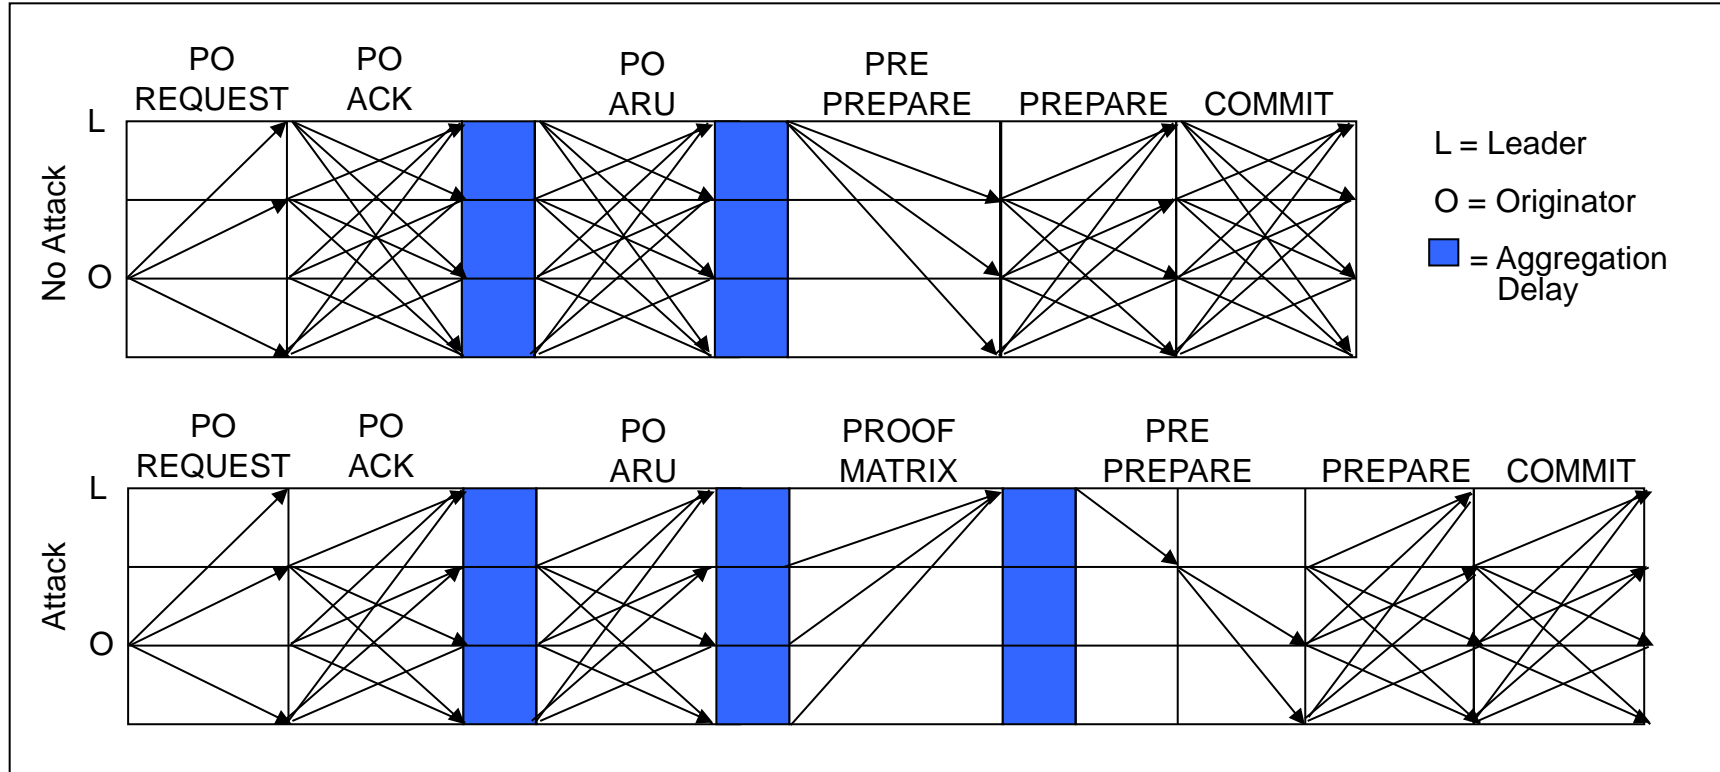 PO
REQUEST
PO
ACK
PO
ARU
PRE
PREPARE
PREPARE
COMMIT
L
O
No Attack
L = Leader
O = Originator
= Aggregation
Delay
PO
REQUEST
PO
ACK
PO
ARU
PROOF
MATRIX
PRE
PREPARE
PREPARE
COMMIT
L
O
Attack